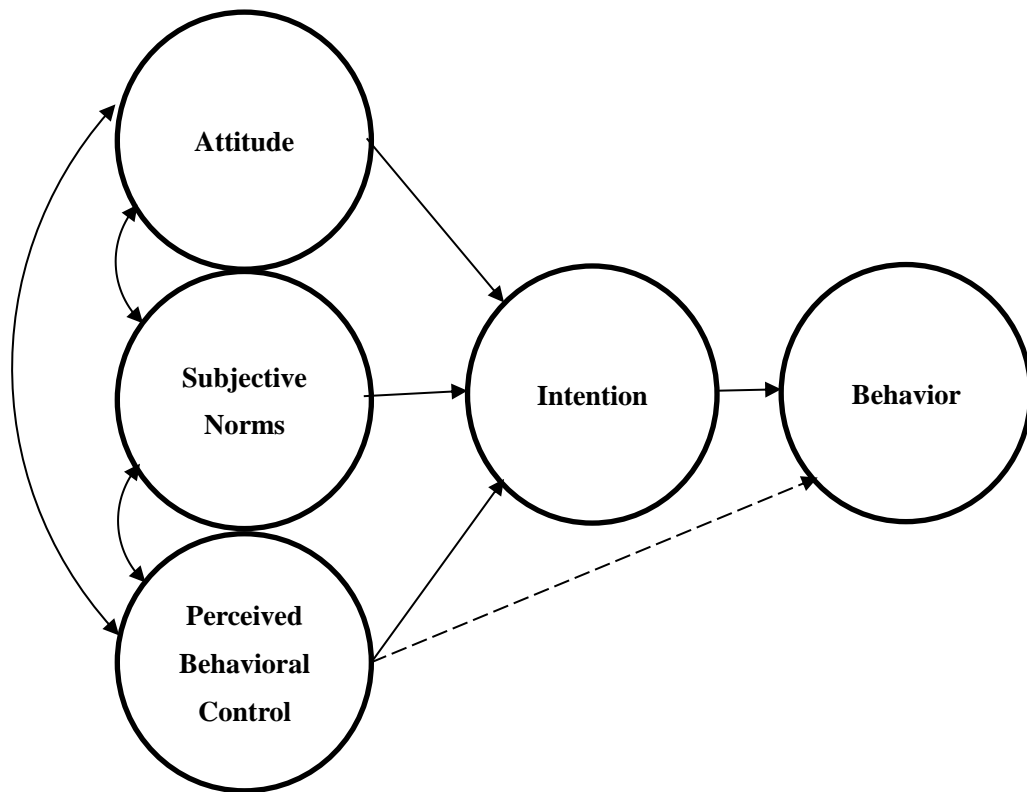 Attitude
Subjective
Norms
Perceived
Behavioral
Control
Intention
Behavior